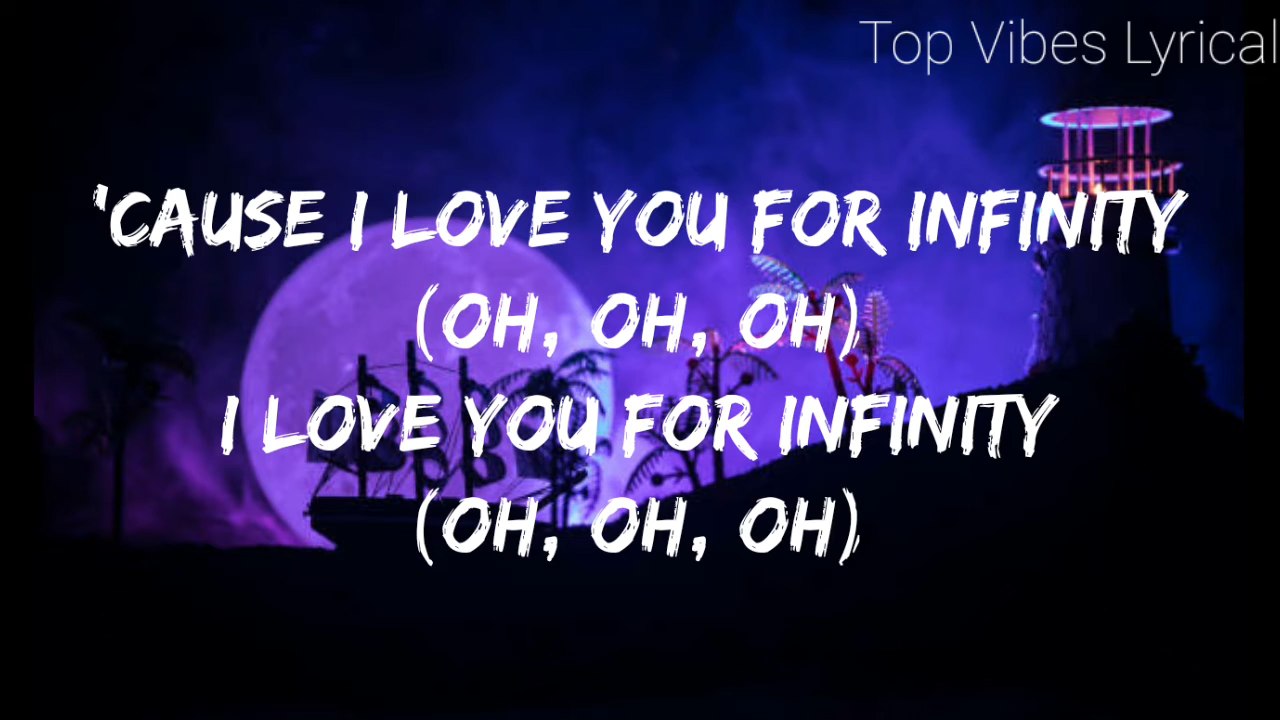 Top Vibes Lyrical
'CAUSE I LOVE YOU FOR INFINITY
(OH, OH, OH)
I LOVE YOU FOR INFINITY
(OH, OH, OH)